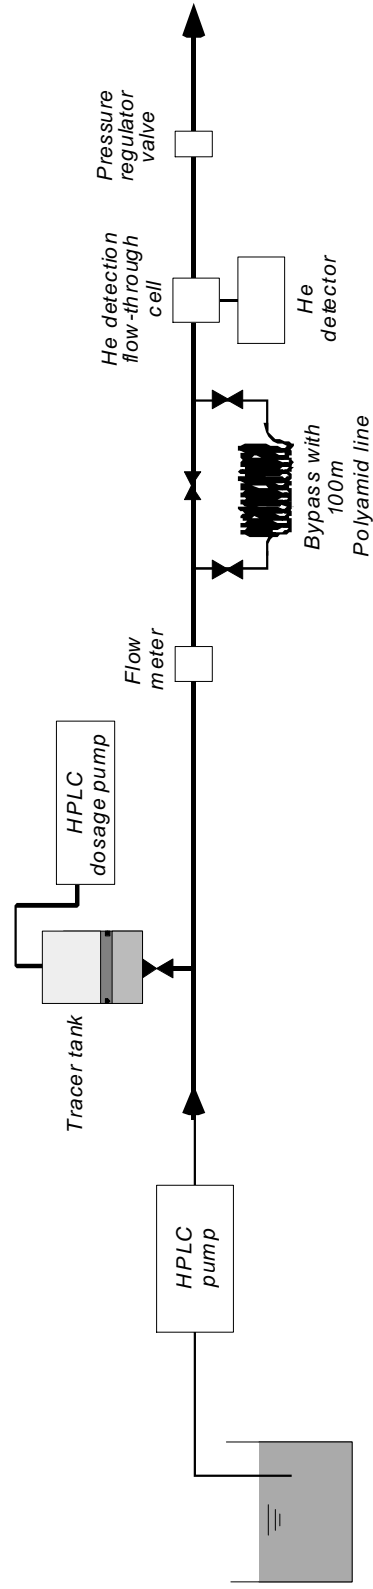 HPLC
pump
Tracer tank
HPLC
dosage pump
Flow
meter
Bypass with
100m
Polyamid line
He detection
flow-through
cell
He
detector
Pressure
regulator
valve